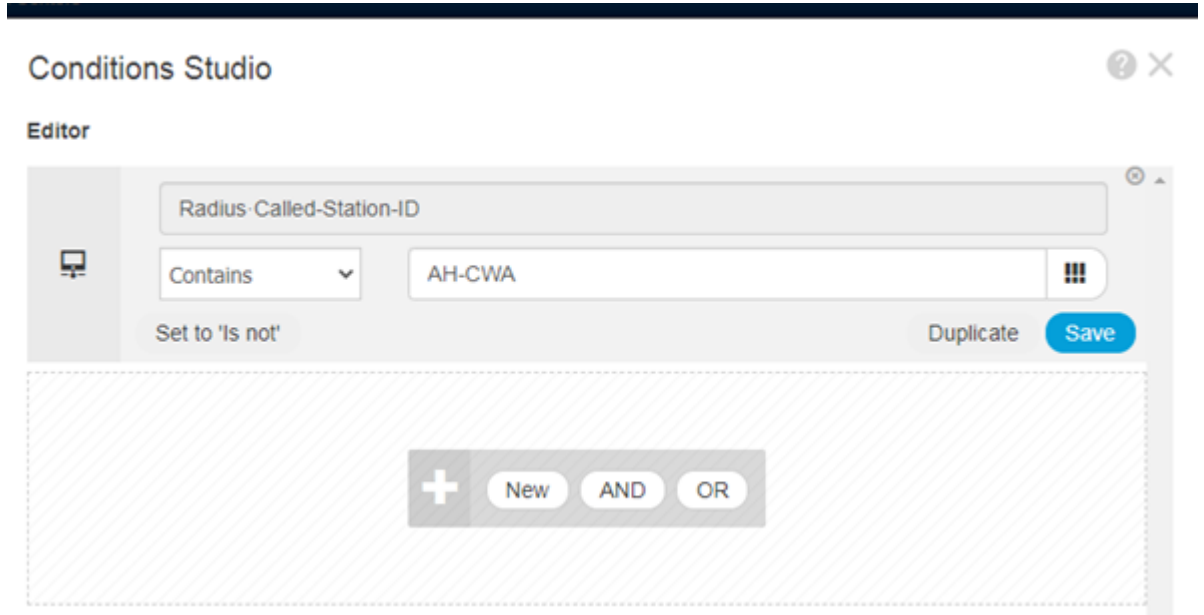 Conditions Studio
Editor
Radius·Called-Station-ID
Contains AH-CWA
Set to 'Is not' Duplicate Save
New AND OR